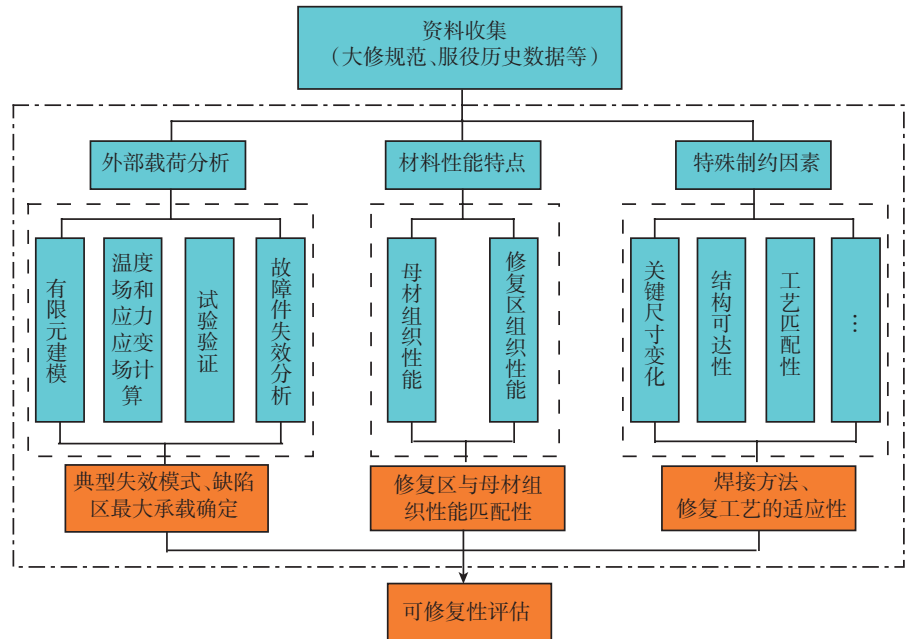 资料收集
（大修规范、服役历史数据等）
外部载荷分析
材料性能特点
特殊制约因素
有限元建模
温度
场和
应力
应变
场计
算
试验验证
故障件失效分析
母材组织性能
修复区组织性能
关键尺寸变化
结构可达性
工艺匹配性
…
典型失效模式、缺陷
区最大承载确定
修复区与母材组
织性能匹配性
焊接方法、
修复工艺的适应性
可修复性评估